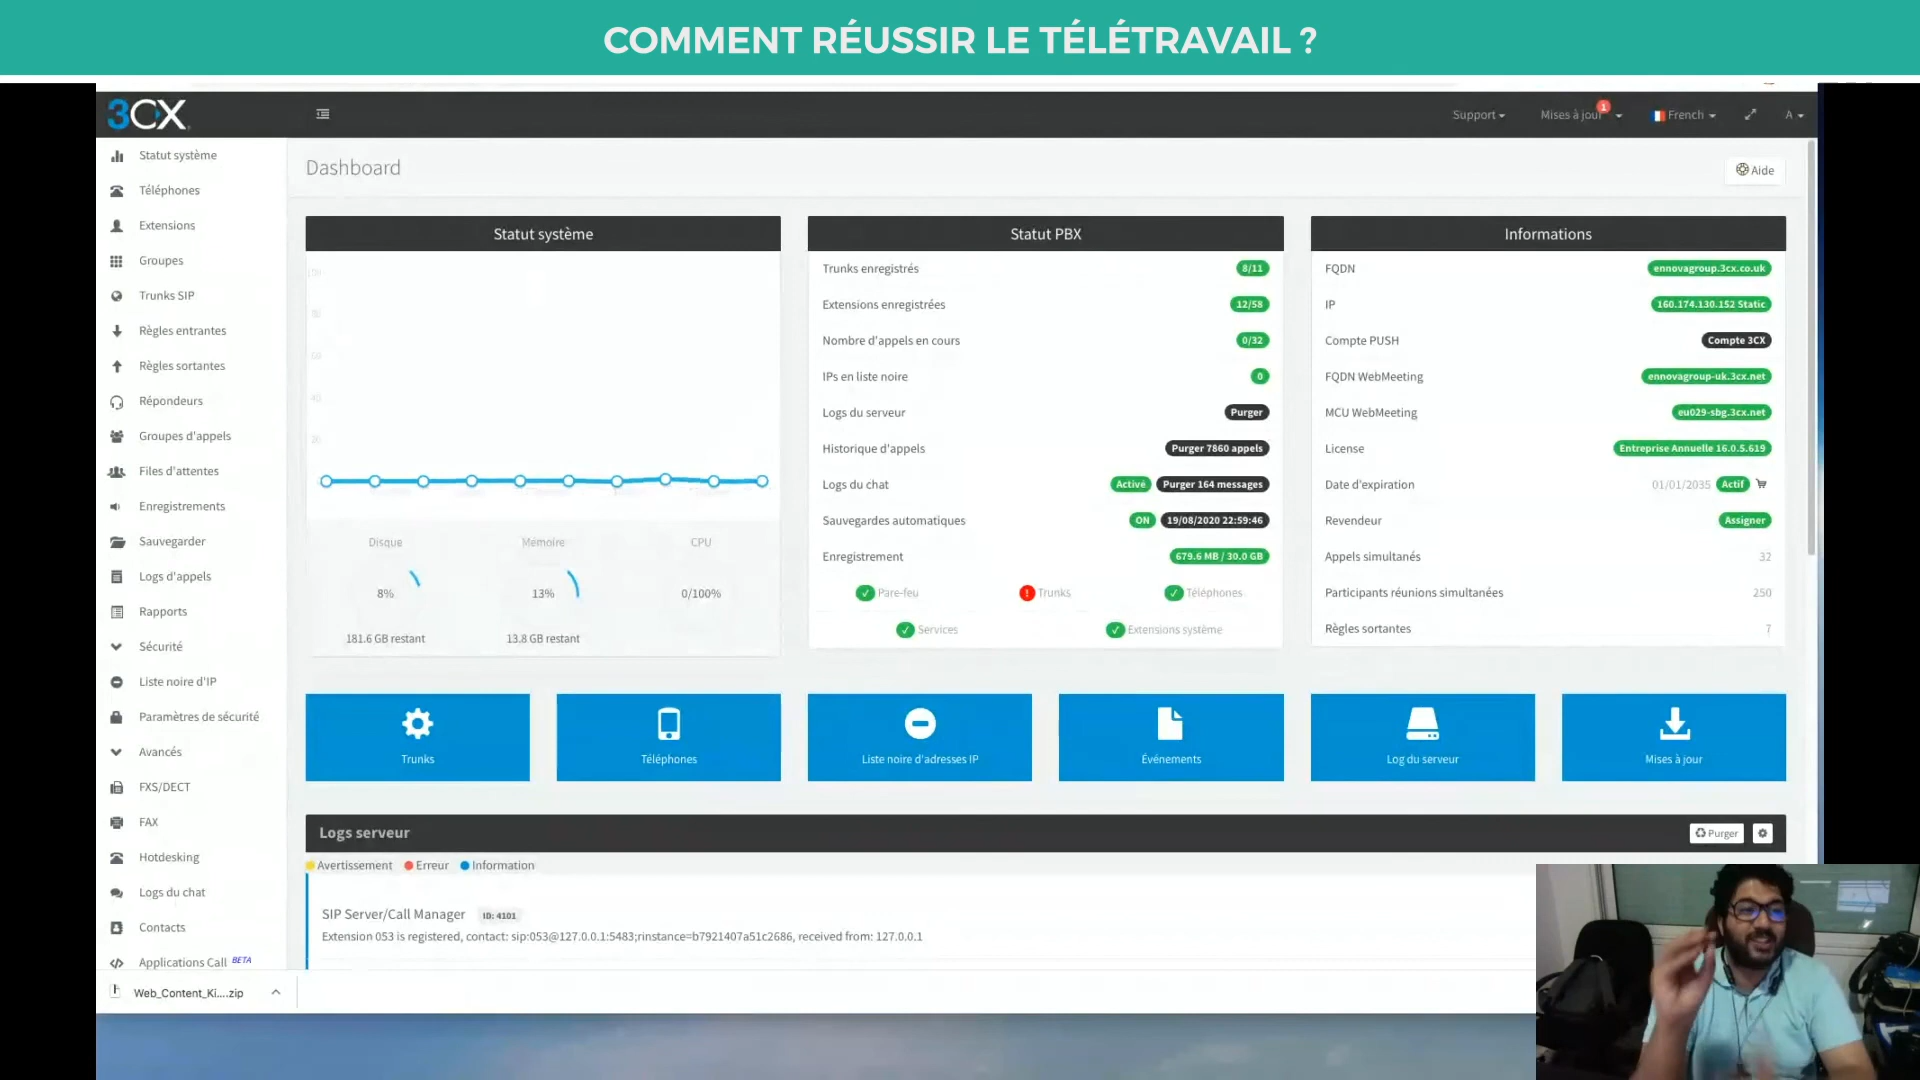 COMMENT RÉUSSIR LE TÉLÉTRAVAIL ?
3CX
Support
Mises à jour
1
French
A
Statut système
Téléphones
Extensions
Groupes
Trunks SIP
Règles entrantes
Règles sortantes
Répondeurs
Groupes d'appels
Files d'attentes
Enregistrements
Sauvegarder
Logs d'appels
Rapports
Sécurité
Liste noire d'IP
Paramètres de sécurité
Avancés
FXS/DECT
FAX
Hotdesking
Logs du chat
Contacts
Applications Call BETA
Dashboard
Aide
Statut système
100
80
60
40
20
Disque
Mémoire
CPU
8%
13%
0/100%
181.6 GB restant
13.8 GB restant
Statut PBX
Trunks enregistrés 8/11
Extensions enregistrées 12/58
Nombre d'appels en cours 0/32
IPs en liste noire 0
Logs du serveur Purger
Historique d'appels Purger 7860 appels
Logs du chat Activé Purger 164 messages
Sauvegardes automatiques ON 19/08/2020 22:59:46
Enregistrement 679.6 MB / 30.0 GB
Pare-feu
Trunks
Téléphones
Services
Extensions système
Informations
FQDN ennovagroup.3cx.co.uk
IP 160.174.130.152 Static
Compte PUSH Compte 3CX
FQDN WebMeeting ennovagroup-uk.3cx.net
MCU WebMeeting eu029-sbg.3cx.net
License Entreprise Annuelle 16.0.5.619
Date d'expiration 01/01/2035 Actif
Revendeur Assigner
Appels simultanés 32
Participants réunions simultanées 250
Règles sortantes 7
Trunks
Téléphones
Liste noire d'adresses IP
Événements
Log du serveur
Mises à jour
Logs serveur
Purger
Avertissement Erreur Information
SIP Server/Call Manager ID: 4101
Extension 053 is registered, contact: sip:053@127.0.0.1:5483;rinstance=b7921407a51c2686, received from: 127.0.0.1
Web_Content_Ki....zip